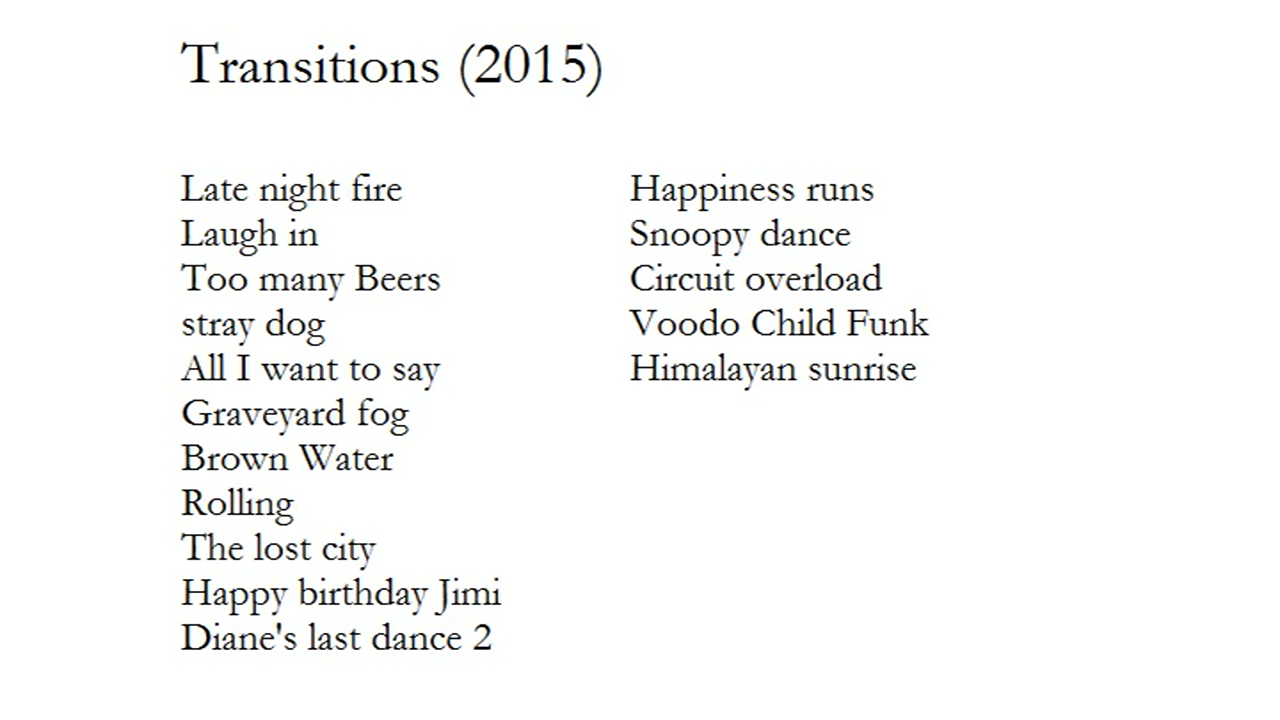 Transitions (2015)
Late night fire
Laugh in
Too many Beers
stray dog
All I want to say
Graveyard fog
Brown Water
Rolling
The lost city
Happy birthday Jimi
Diane's last dance 2
Happiness runs
Snoopy dance
Circuit overload
Voodo Child Funk
Himalayan sunrise